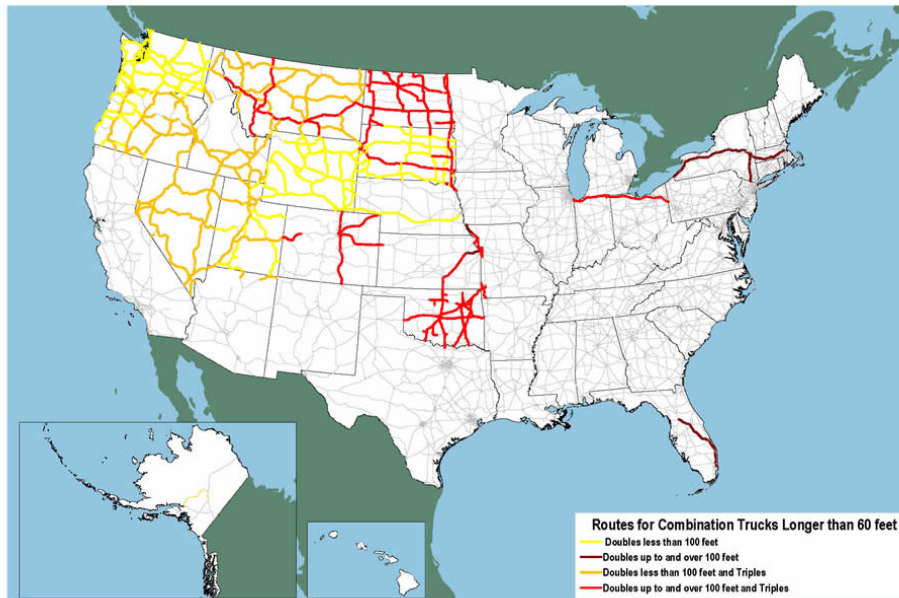 Routes for Combination Trucks Longer than 60 feet
Doubles less than 100 feet
Doubles up to and over 100 feet
Doubles less than 100 feet and Triples
Doubles up to and over 100 feet and Triples